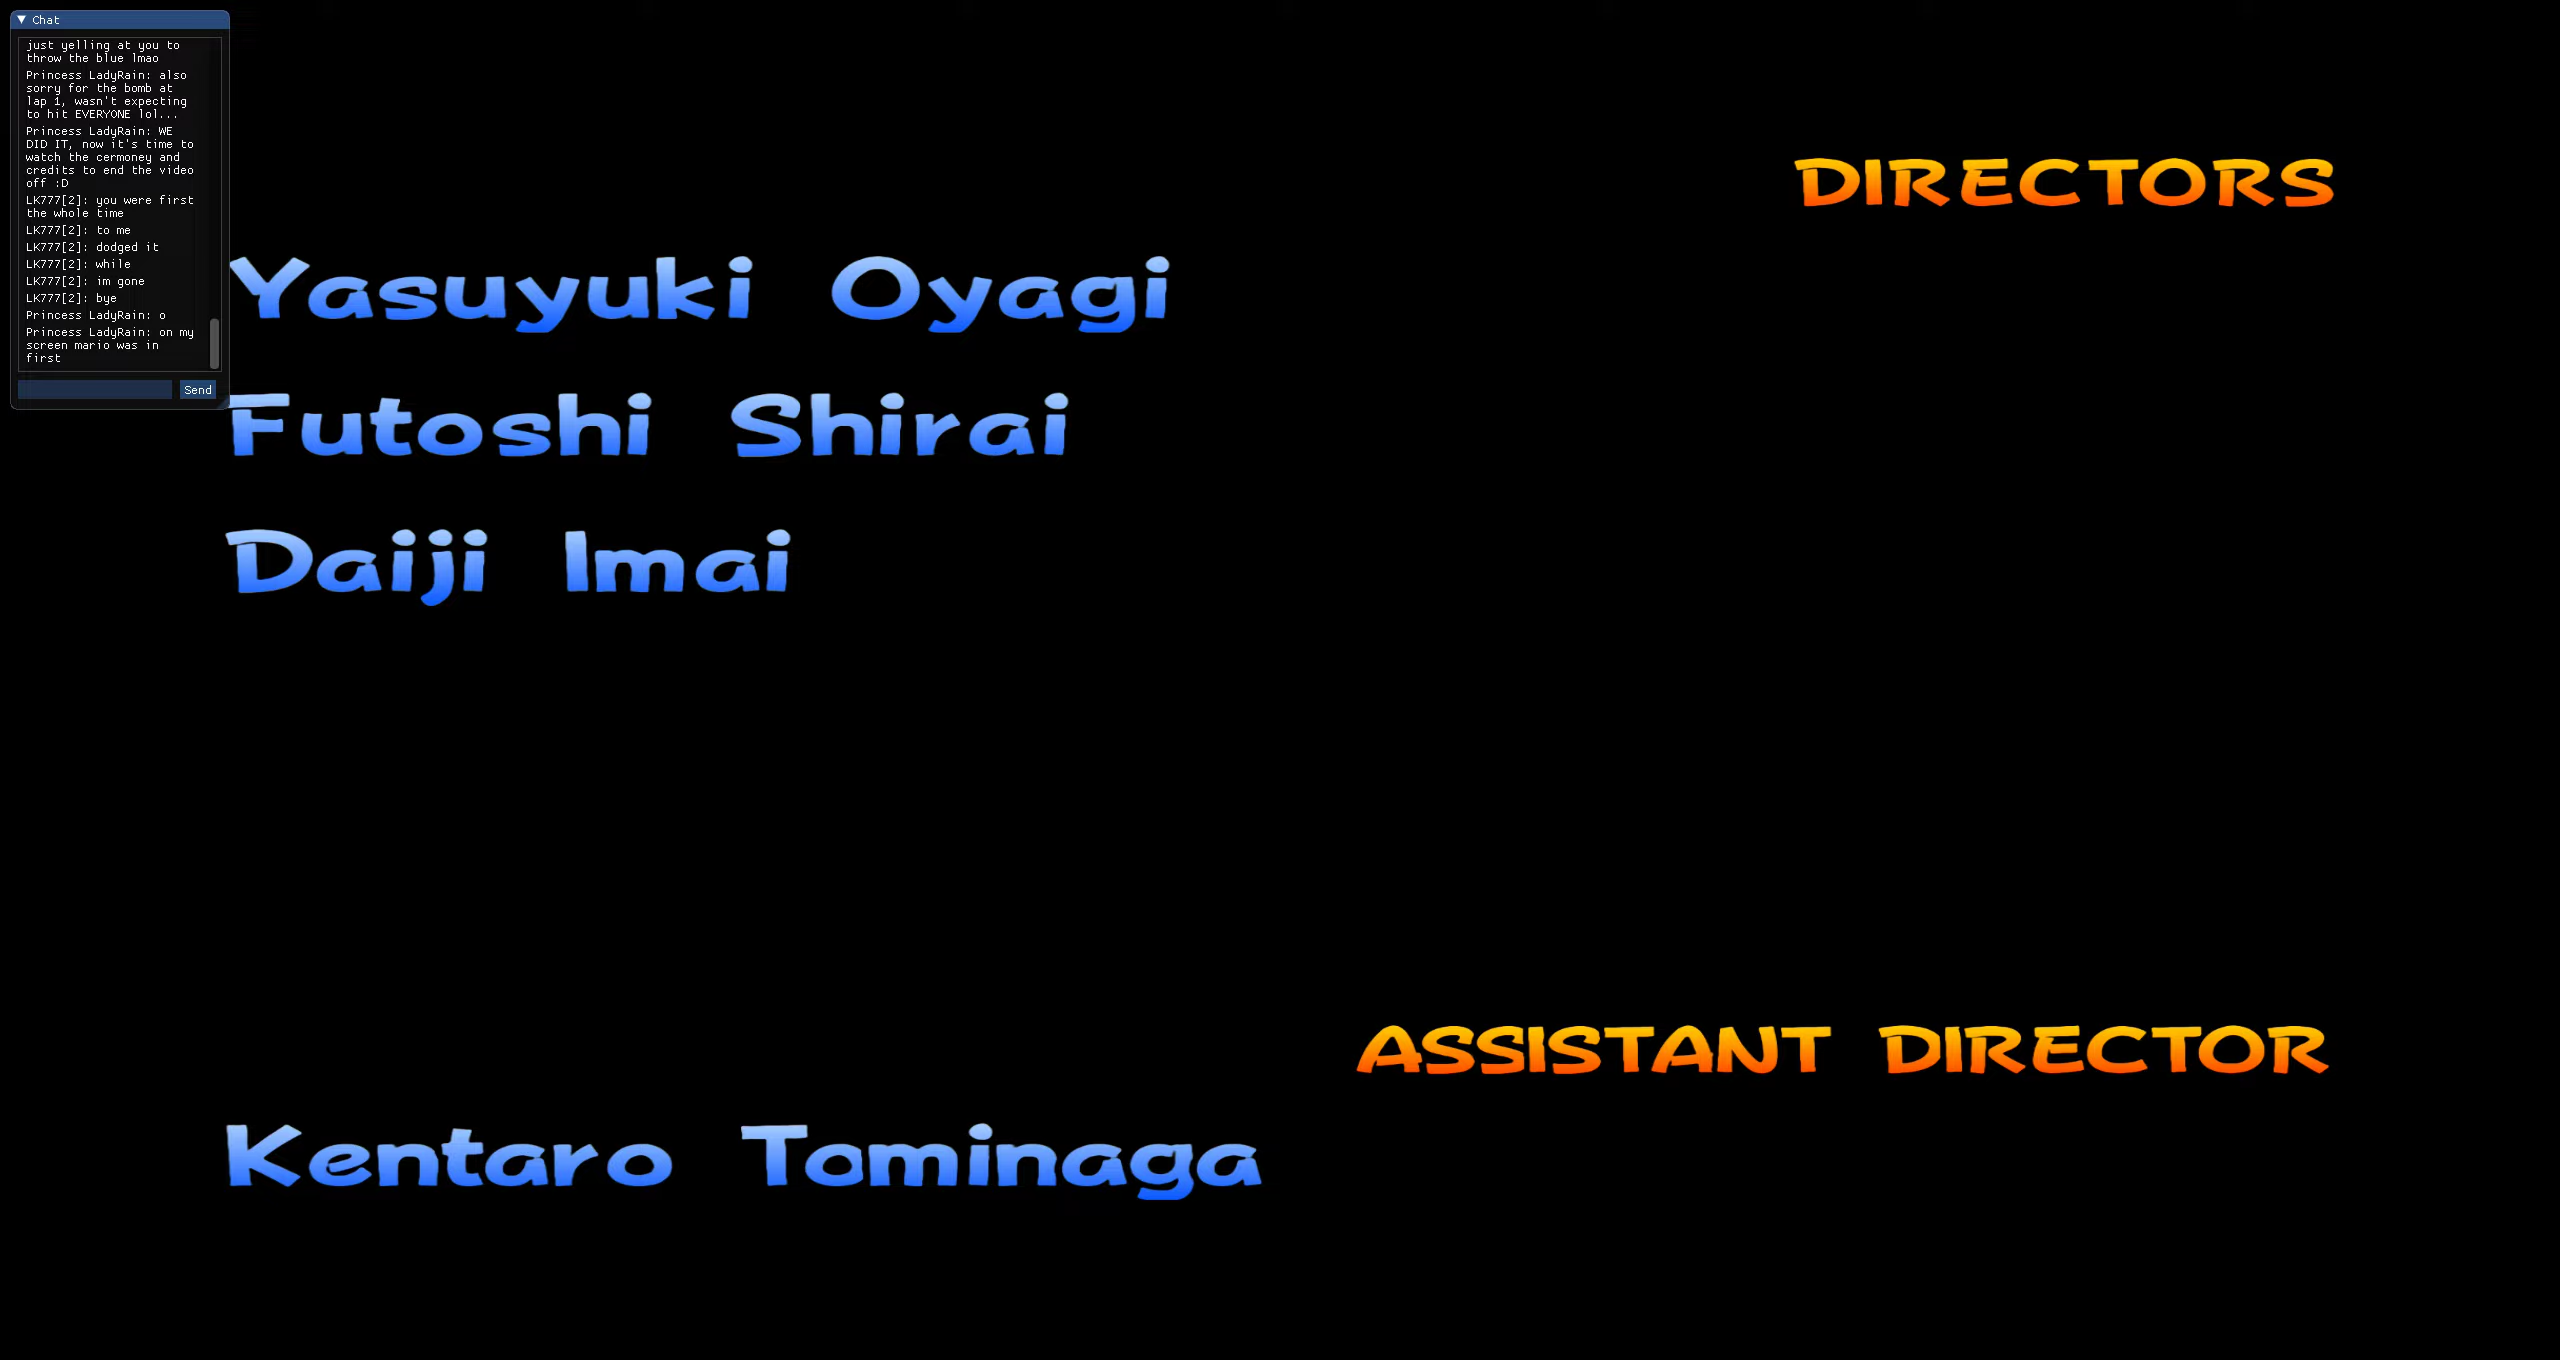 Chat
just yelling at you to
throw the blue lmao
Princess LadyRain: also
sorry for the bomb at
lap 1, wasn't expecting
to hit EVERYONE lol...
Princess LadyRain: WE
DID IT, now it's time to
watch the cermoney and
credits to end the video
off :D
LK777[2]: you were first
the whole time
LK777[2]: to me
LK777[2]: dodged it
LK777[2]: while
LK777[2]: im gone
LK777[2]: bye
Princess LadyRain: o
Princess LadyRain: on my
screen mario was in
first
Send
DIRECTORS
Yasuyuki Oyagi
Futoshi Shirai
Daiji Imai
ASSISTANT DIRECTOR
Kentaro Tominaga